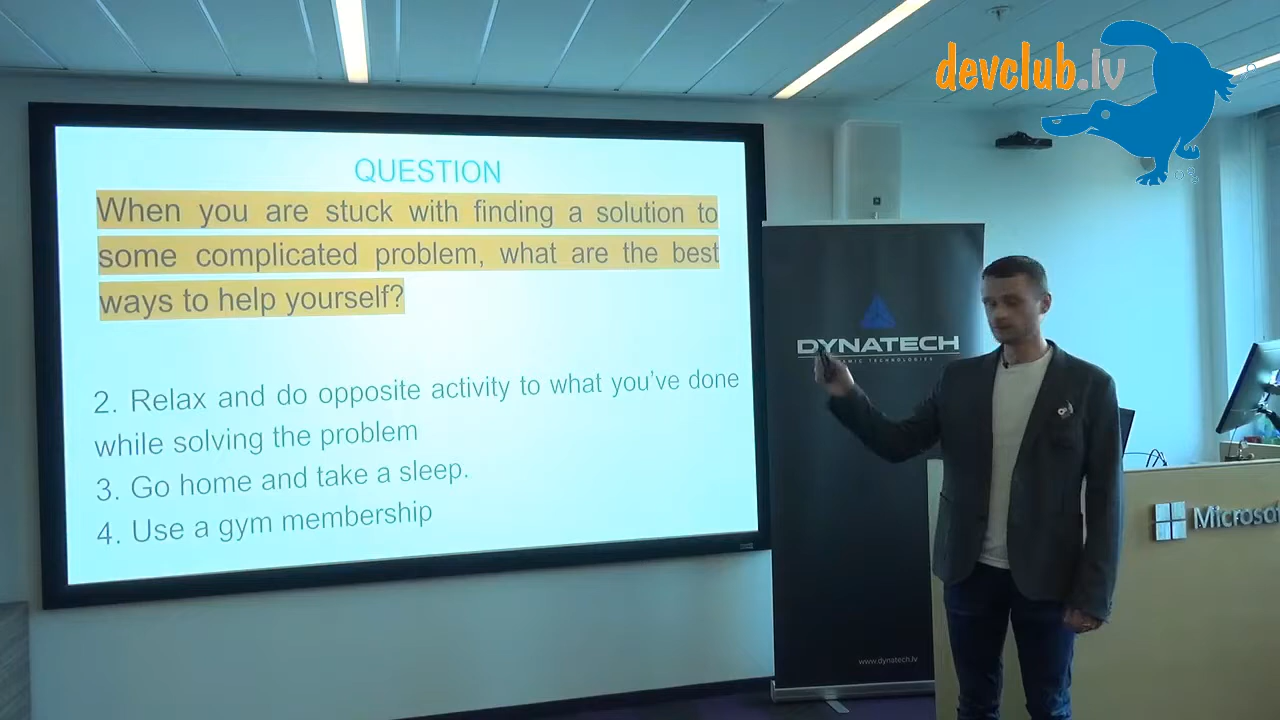 devclub.lv
QUESTION
When you are stuck with finding a solution to
some complicated problem, what are the best
ways to help yourself?
2. Relax and do opposite activity to what you've done
while solving the problem
3. Go home and take a sleep.
4. Use a gym membership
DYNATECH
DYNAMIC TECHNOLOGIES
www.dynatech.lv
Microsof